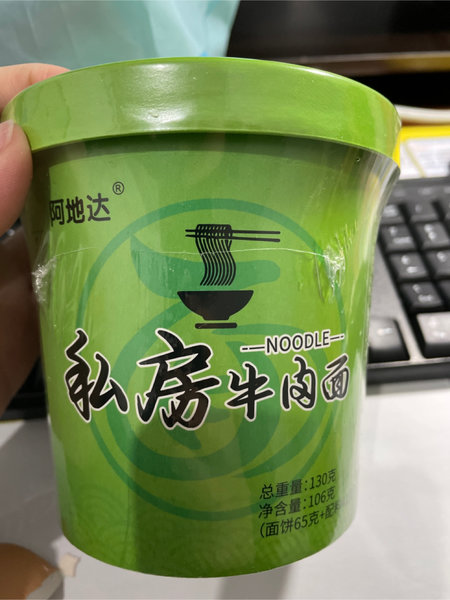 阿地达®
—NOODLE—
私房牛肉面
总重量:130克
净含量:106克
(面饼65克+配